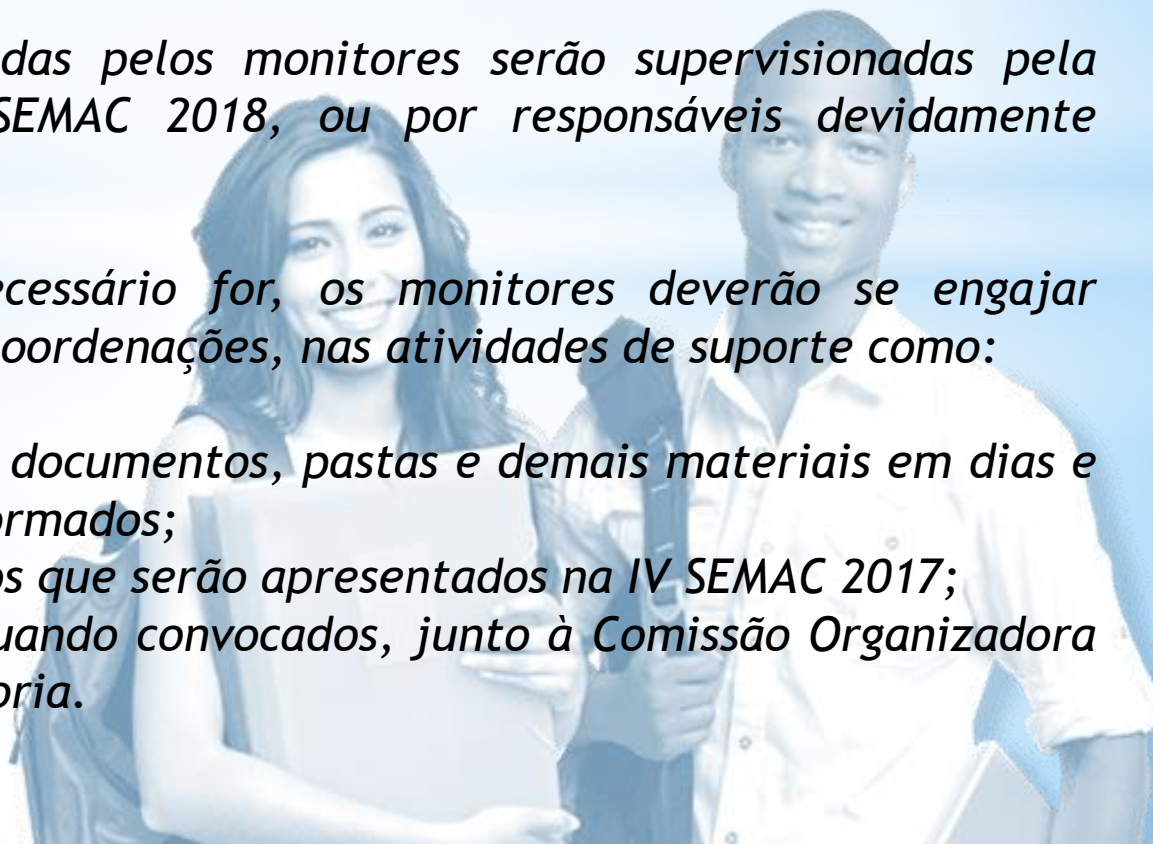 das pelos monitores serão supervisionadas pela
SEMAC 2018, ou por responsáveis devidamente
ecessário for, os monitores deverão se engajar
oordenações, nas atividades de suporte como:
documentos, pastas e demais materiais em dias e
ormados;
os que serão apresentados na IV SEMAC 2017;
uando convocados, junto à Comissão Organizadora
oria.